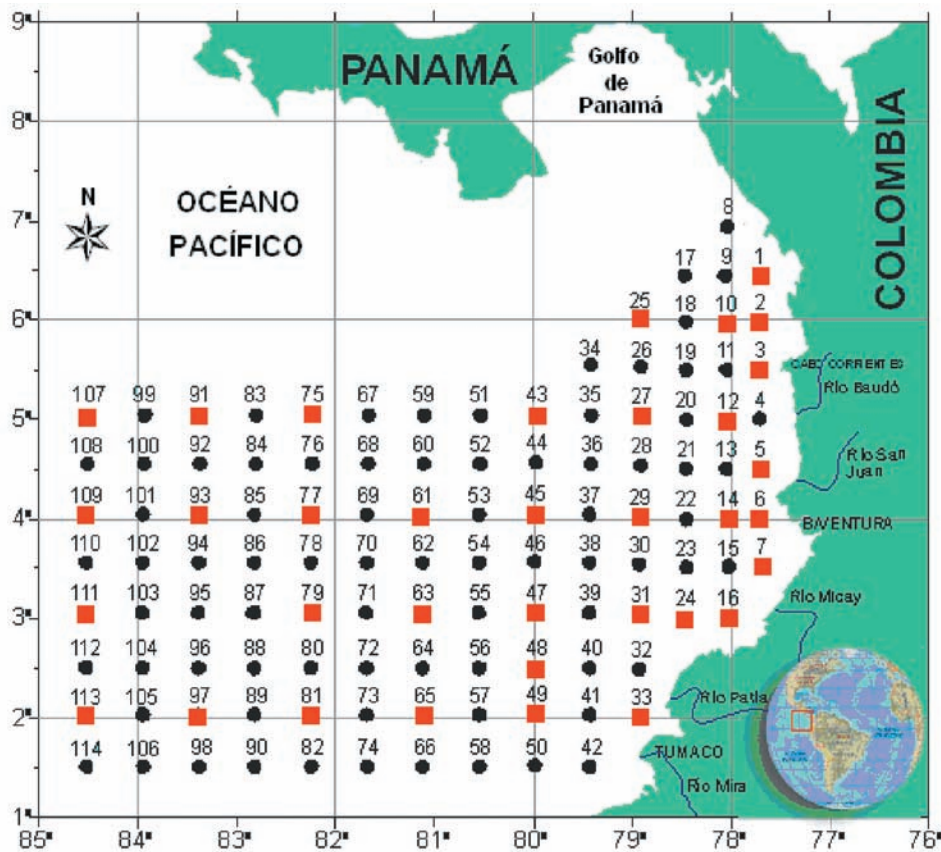 9°
8°
7°
6°
5°
4°
3°
2°
1°
85° 84° 83° 82° 81° 80° 79° 78° 77° 76°
PANAMÁ
Golfo
de
Panamá
COLOMBIA
N
OCÉANO
PACÍFICO
8
17 9 1
25 18 10 2
34 26 19 11 3
CABO CORRIENTES
Río Baudó
107 99 91 83 75 67 59 51 43 35 27 20 12 4
108 100 92 84 76 68 60 52 44 36 28 21 13 5
Río San
Juan
109 101 93 85 77 69 61 53 45 37 29 22 14 6
B/VENTURA
110 102 94 86 78 70 62 54 46 38 30 23 15 7
111 103 95 87 79 71 63 55 47 39 31 24 16
Río Micay
112 104 96 88 80 72 64 56 48 40 32
113 105 97 89 81 73 65 57 49 41 33
Río Patía
114 106 98 90 82 74 66 58 50 42
TUMACO
Río Mira